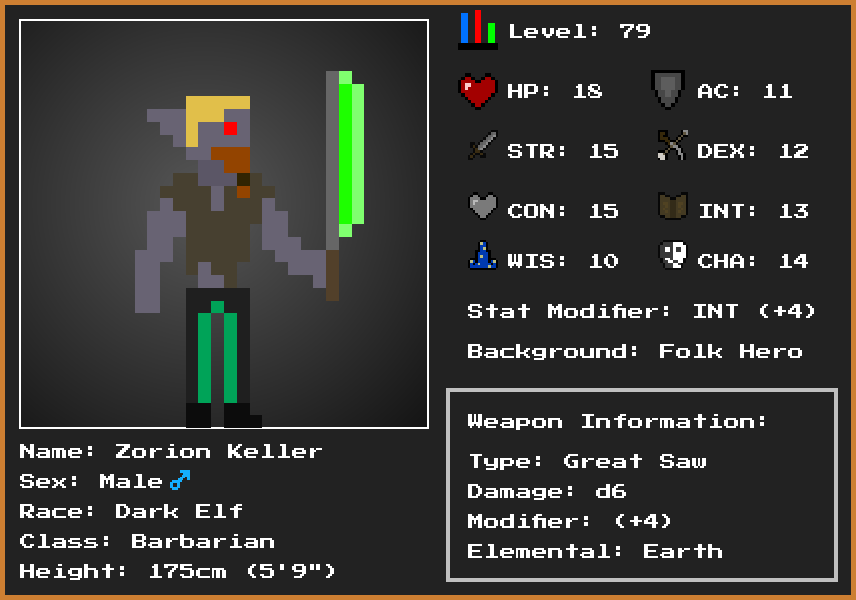 Level: 79
HP: 18 AC: 11
STR: 15 DEX: 12
CON: 15 INT: 13
WIS: 10 CHA: 14
Stat Modifier: INT (+4)
Background: Folk Hero
Name: Zorion Keller
Sex: Male♂
Race: Dark Elf
Class: Barbarian
Height: 175cm (5'9")
Weapon Information:
Type: Great Saw
Damage: d6
Modifier: (+4)
Elemental: Earth